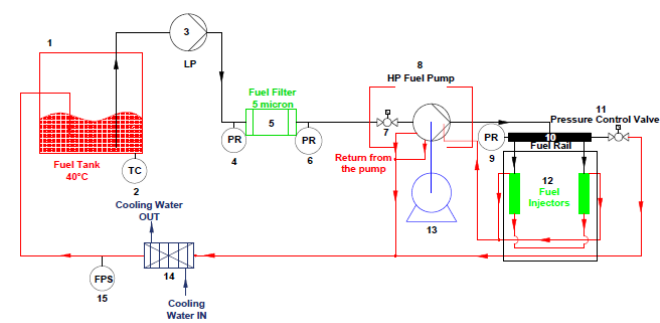 1
3
LP
8
HP Fuel Pump
11
Pressure Control Valve
Fuel Filter
5 micron
5
PR
4
PR
6
7
PR
9
10
Fuel Rail
Fuel Tank
40°C
TC
2
Return from
the pump
12
Fuel
Injectors
13
Cooling Water
OUT
14
FPS
15
Cooling
Water IN